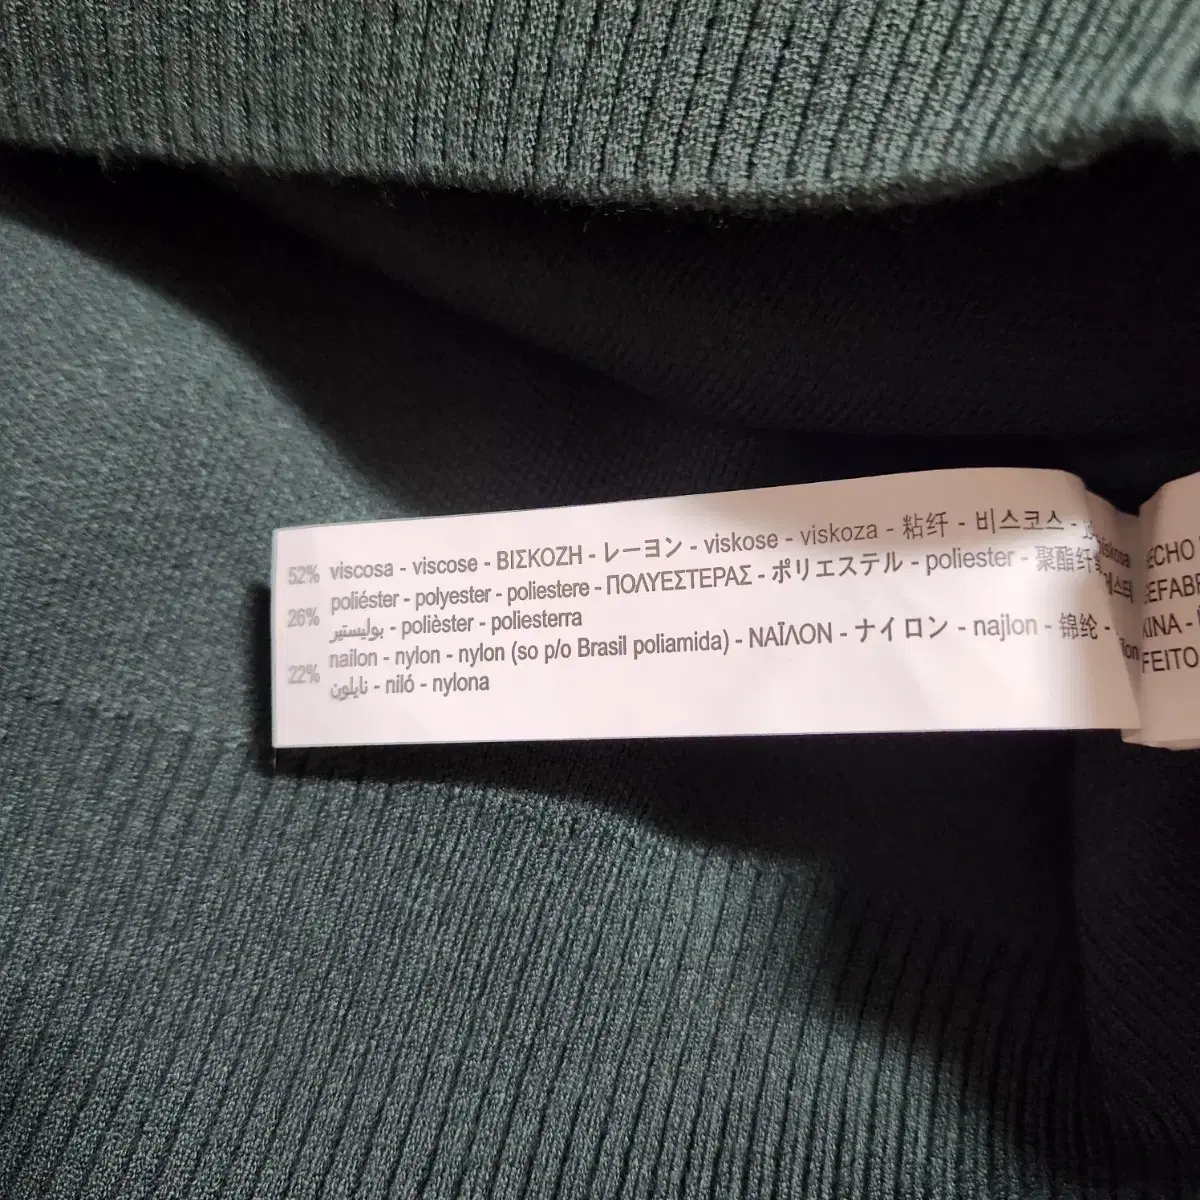 52% viscosa - viscose - ΒΙΣΚΟΖΗ - レーヨン - viskose - viskoza - 粘纤 - 비스코스 -
26% poliéster - polyester - poliestere - ΠΟΛΥΕΣΤΕΡΑΣ - ポリエステル - poliester - 聚酯纤
بوليستير - polièster - poliesterra
22% nailon - nylon - nylon (so p/o Brasil poliamida) - ΝΑΪΛΟΝ - ナイロン - najlon - 锦纶 -
نايلون - niló - nylona
ECHO
KINA -
FEITO